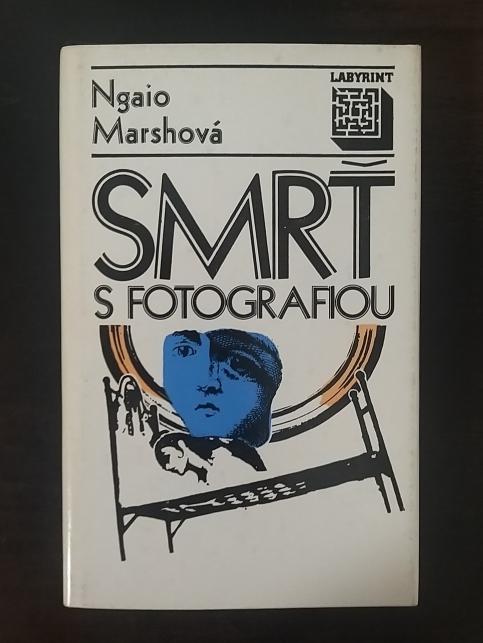 LABYRINT
Ngaio
Marshová
SMRŤ
S FOTOGRAFIOU